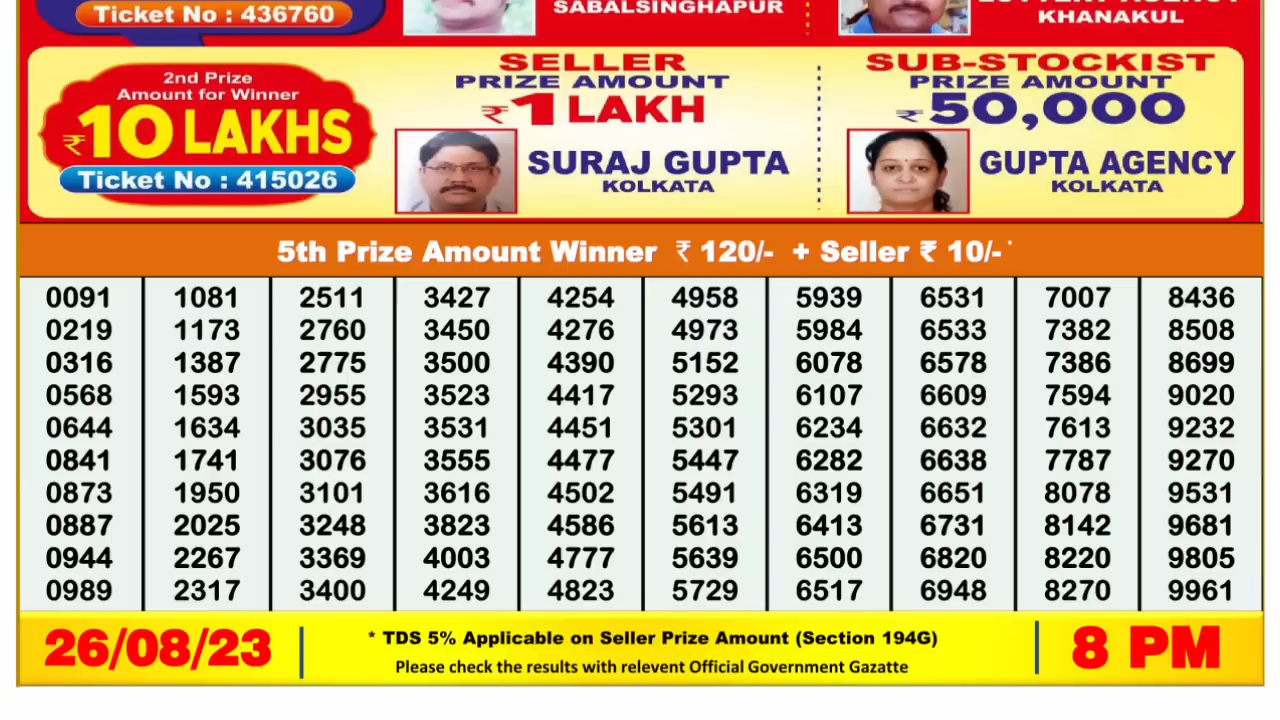 Ticket No : 436760
SABALSINGHAPUR
KHANAKUL
2nd Prize
Amount for Winner
₹10 LAKHS
Ticket No : 415026
SELLER
PRIZE AMOUNT
₹1 LAKH
SURAJ GUPTA
KOLKATA
SUB-STOCKIST
PRIZE AMOUNT
₹50,000
GUPTA AGENCY
KOLKATA
5th Prize Amount Winner ₹ 120/- + Seller ₹ 10/-*
0091 1081 2511 3427 4254 4958 5939 6531 7007 8436
0219 1173 2760 3450 4276 4973 5984 6533 7382 8508
0316 1387 2775 3500 4390 5152 6078 6578 7386 8699
0568 1593 2955 3523 4417 5293 6107 6609 7594 9020
0644 1634 3035 3531 4451 5301 6234 6632 7613 9232
0841 1741 3076 3555 4477 5447 6282 6638 7787 9270
0873 1950 3101 3616 4502 5491 6319 6651 8078 9531
0887 2025 3248 3823 4586 5613 6413 6731 8142 9681
0944 2267 3369 4003 4777 5639 6500 6820 8220 9805
0989 2317 3400 4249 4823 5729 6517 6948 8270 9961
26/08/23
* TDS 5% Applicable on Seller Prize Amount (Section 194G)
Please check the results with relevent Official Government Gazatte
8 PM